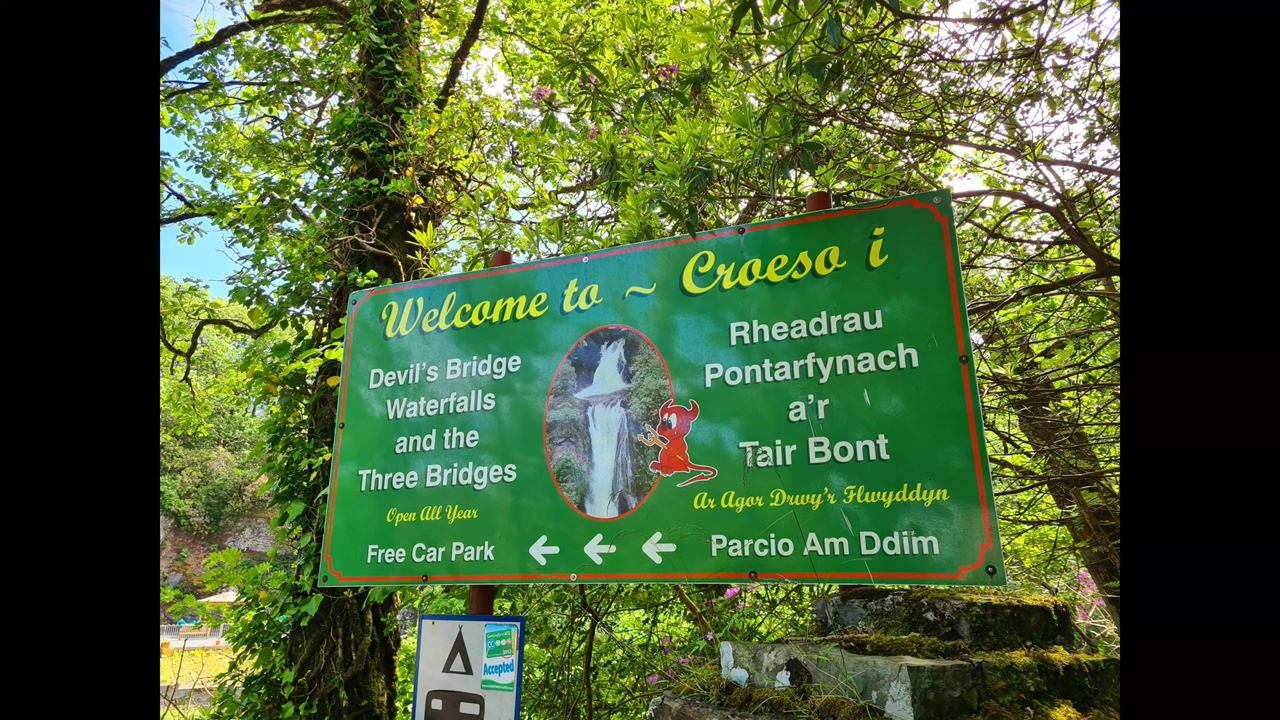 Welcome to ~ Croeso i
Devil's Bridge
Waterfalls
and the
Three Bridges
Open All Year
Free Car Park
Rheadrau
Pontarfynach
a'r
Tair Bont
Ar Agor Drwy'r Flwyddyn
Parcio Am Ddim
Accepted